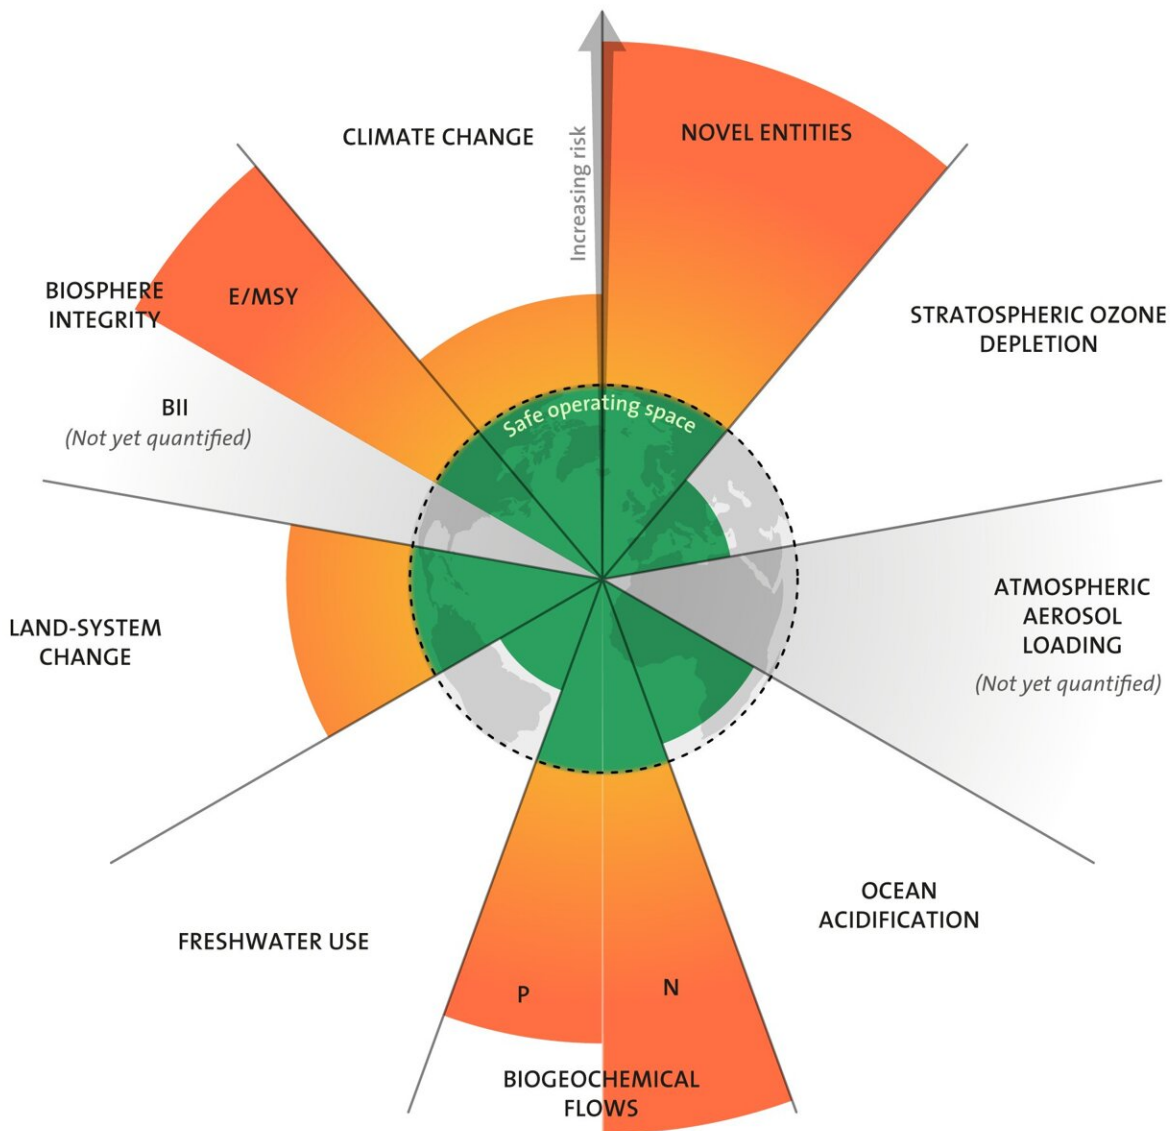 CLIMATE CHANGE
Increasing risk
NOVEL ENTITIES
BIOSPHERE
INTEGRITY
E/MSY
STRATOSPHERIC OZONE
DEPLETION
BII
(Not yet quantified)
Safe operating space
LAND-SYSTEM
CHANGE
ATMOSPHERIC
AEROSOL
LOADING
(Not yet quantified)
FRESHWATER USE
OCEAN
ACIDIFICATION
P
N
BIOGEOCHEMICAL
FLOWS